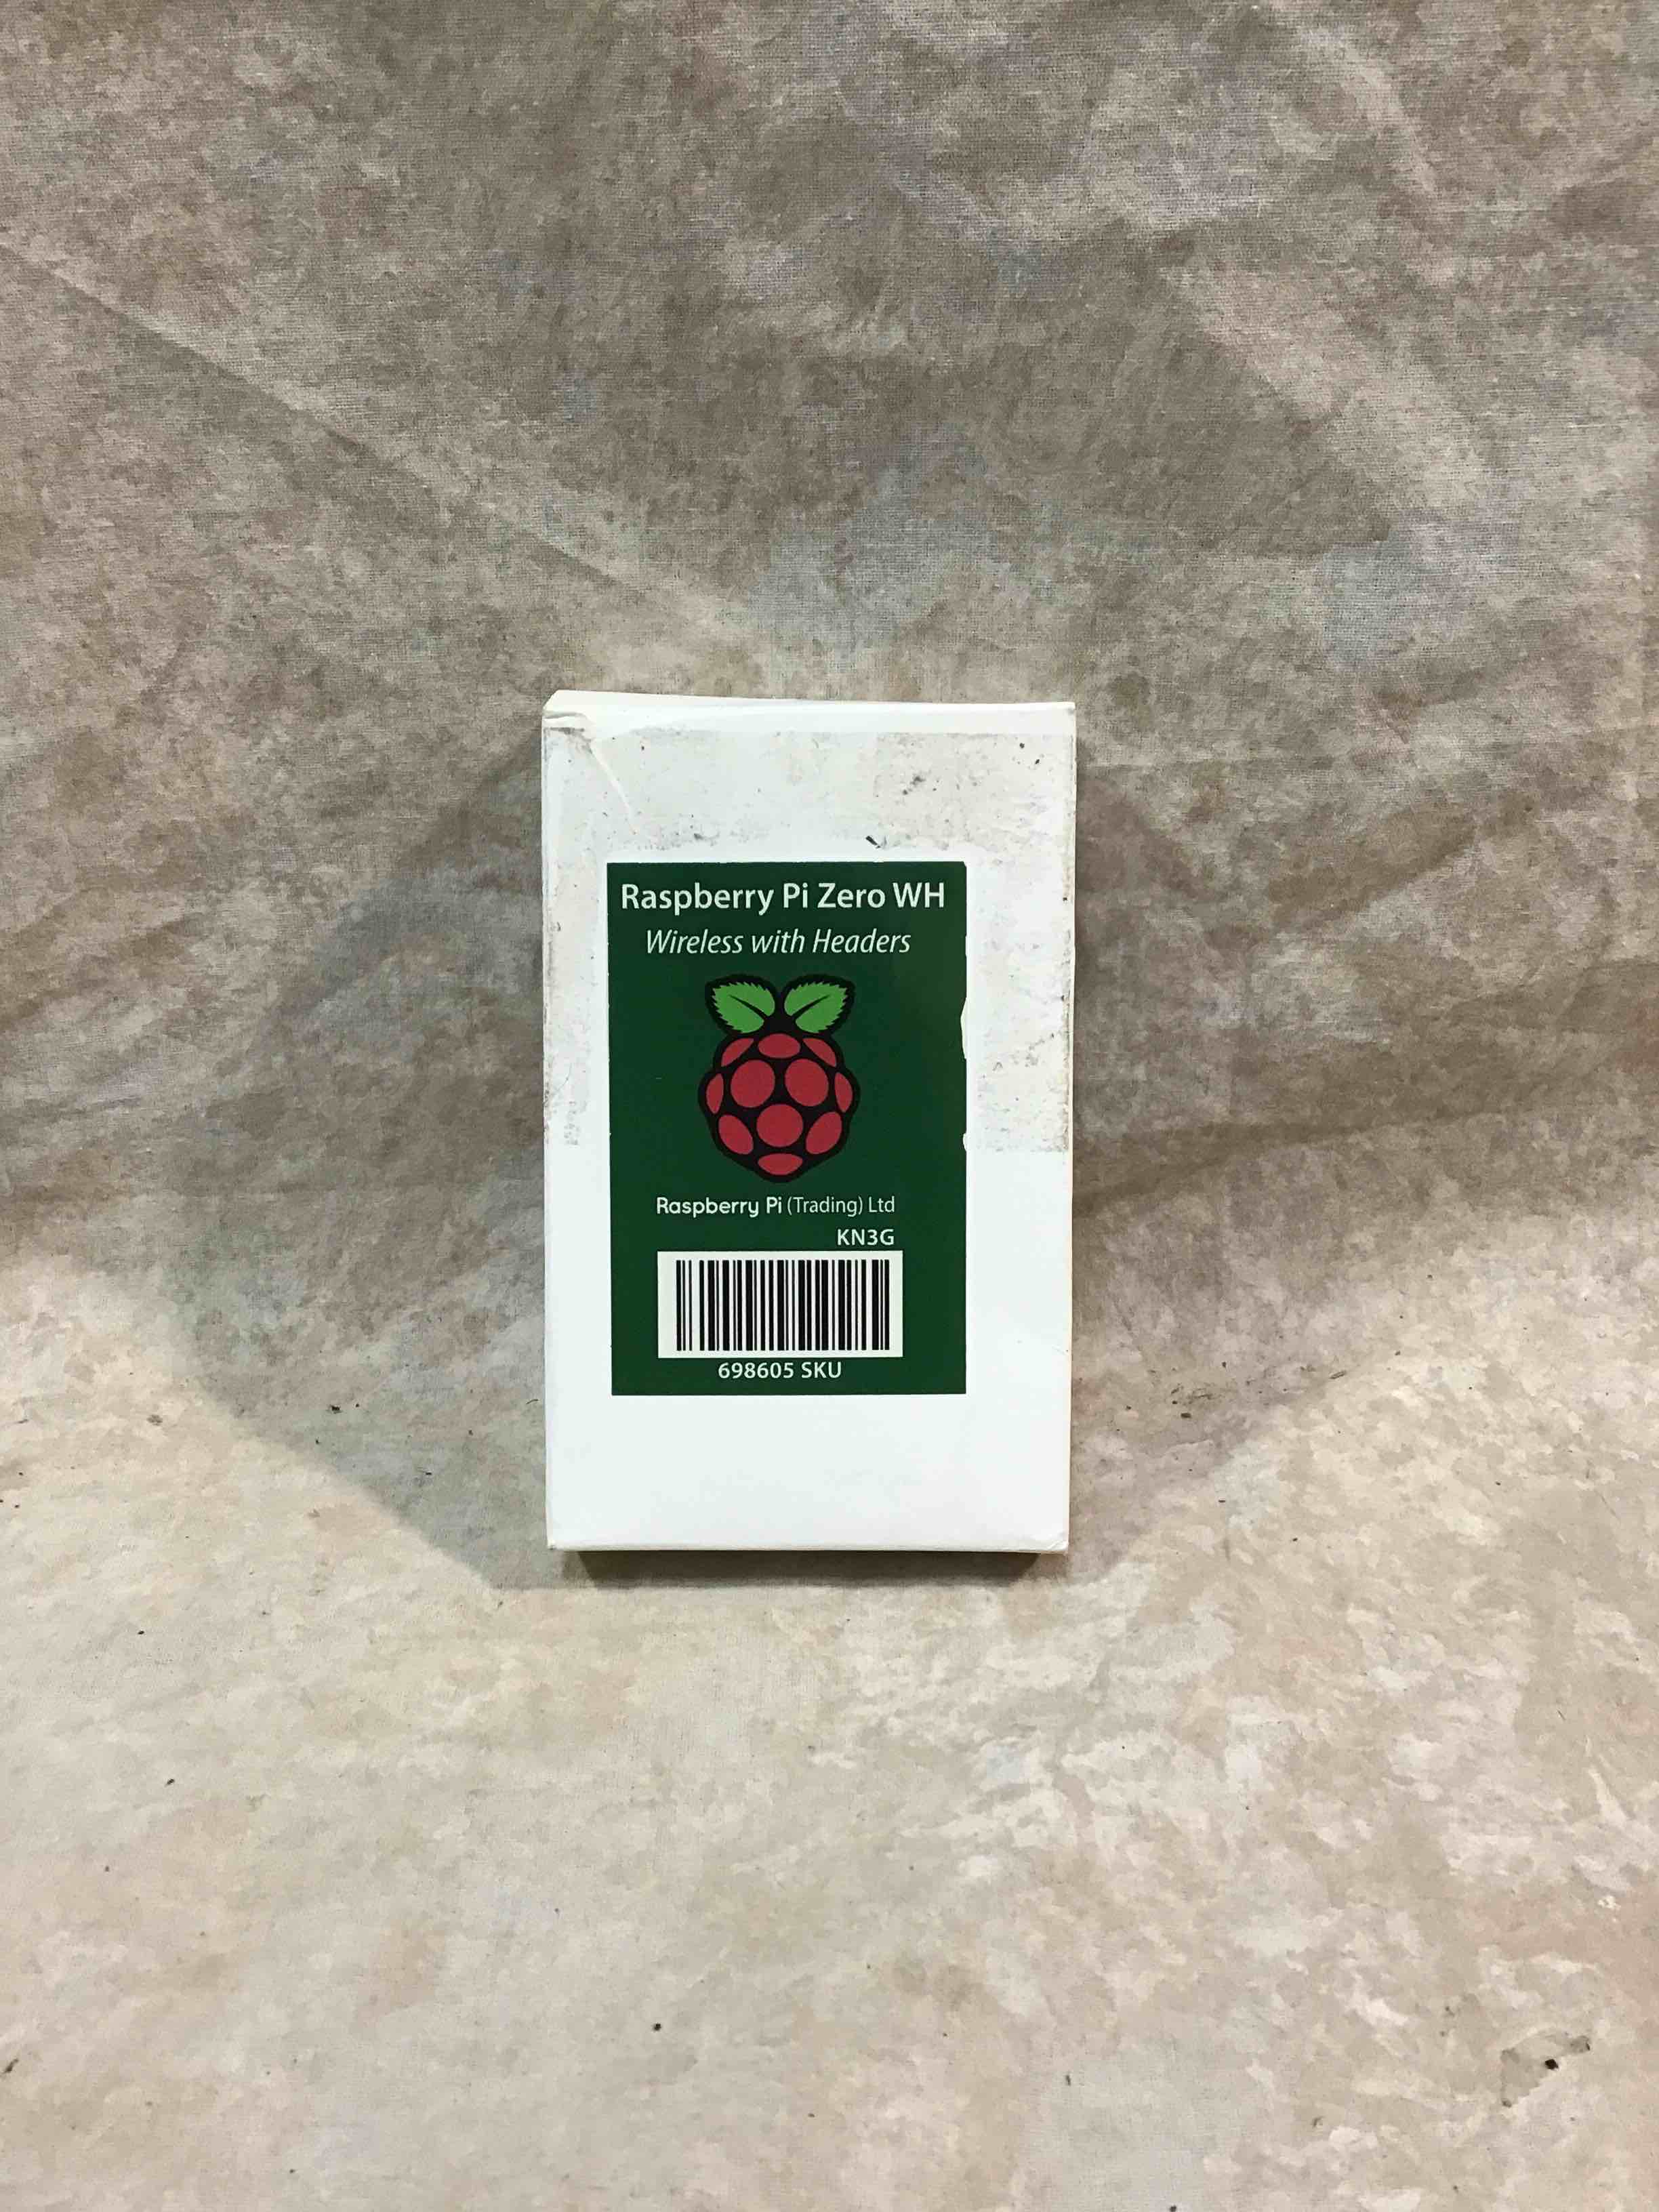 Raspberry Pi Zero WH
Wireless with Headers
Raspberry Pi (Trading) Ltd
KN3G
698605 SKU